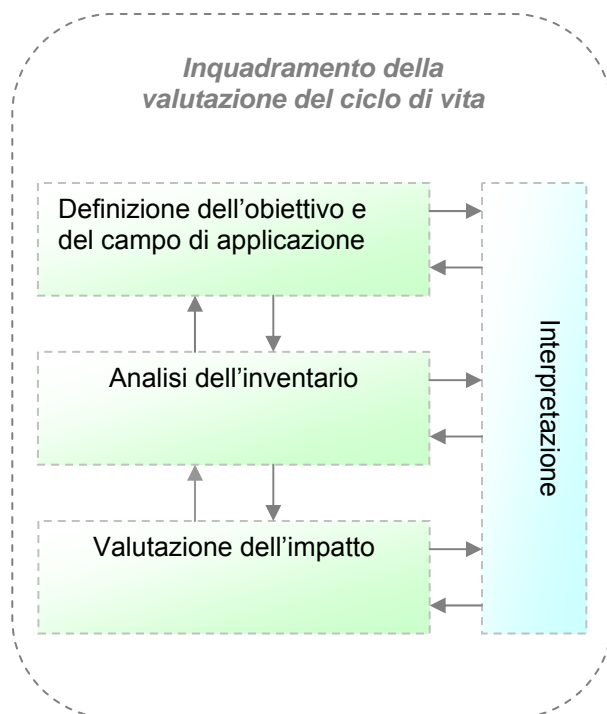 Inquadramento della
valutazione del ciclo di vita
Definizione dell’obiettivo e
del campo di applicazione
Analisi dell’inventario
Valutazione dell’impatto
Interpretazione